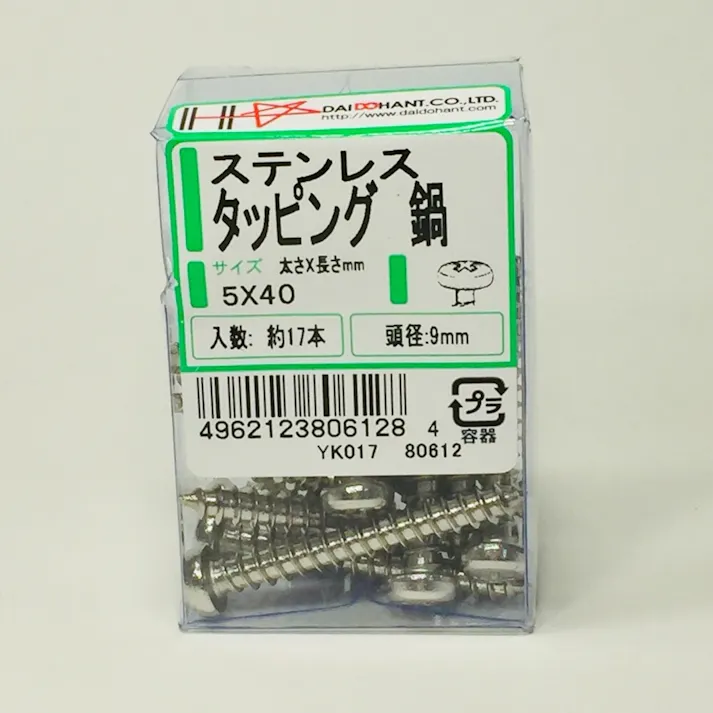 DAIDOHANT.CO.,LTD.
http://www.daidohant.com
ステンレス
タッピング 鍋
サイズ 太さX長さmm
5X40
入数: 約17本
頭径:9mm
4962123806128 4
プラ
容器
YK017 80612